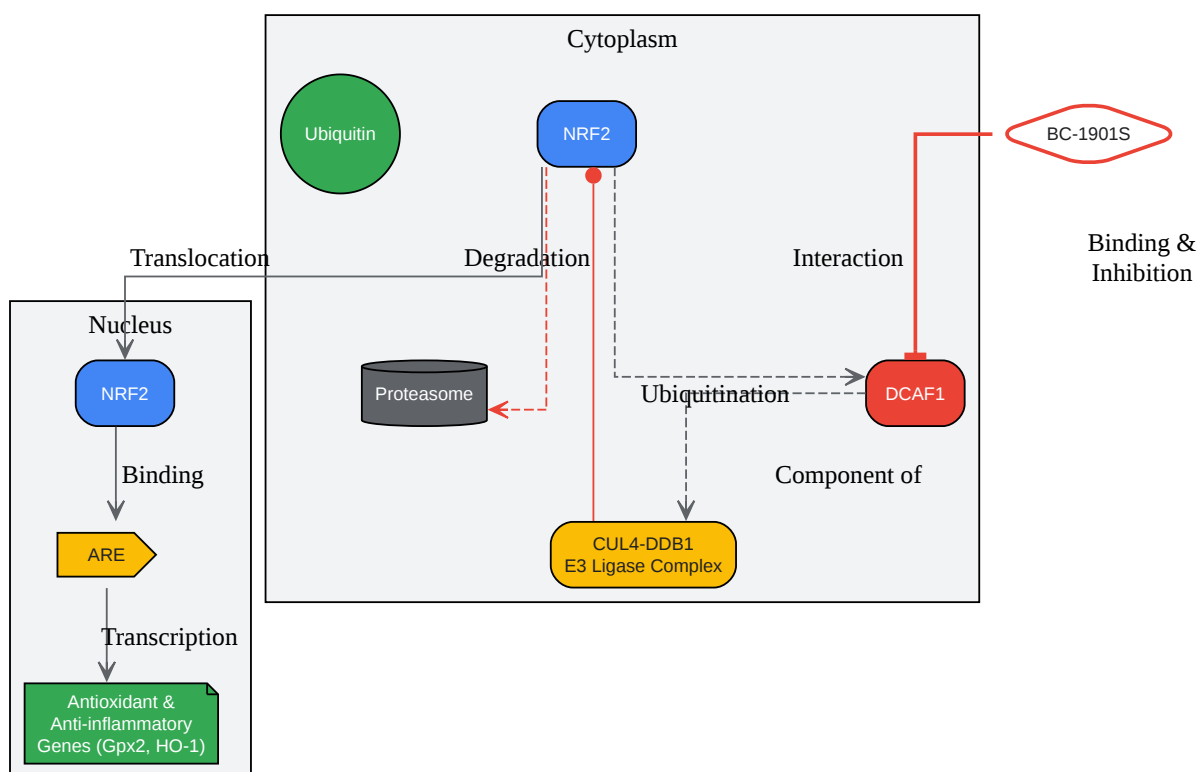 Cytoplasm
Ubiquitin
NRF2
BC-1901S
Translocation
Degradation
Interaction
Binding &
Inhibition
Nucleus
NRF2
Proteasome
Ubiquitination
DCAF1
Binding
Component of
ARE
CUL4-DDB1
E3 Ligase Complex
Transcription
Antioxidant &
Anti-inflammatory
Genes (Gpx2, HO-1)